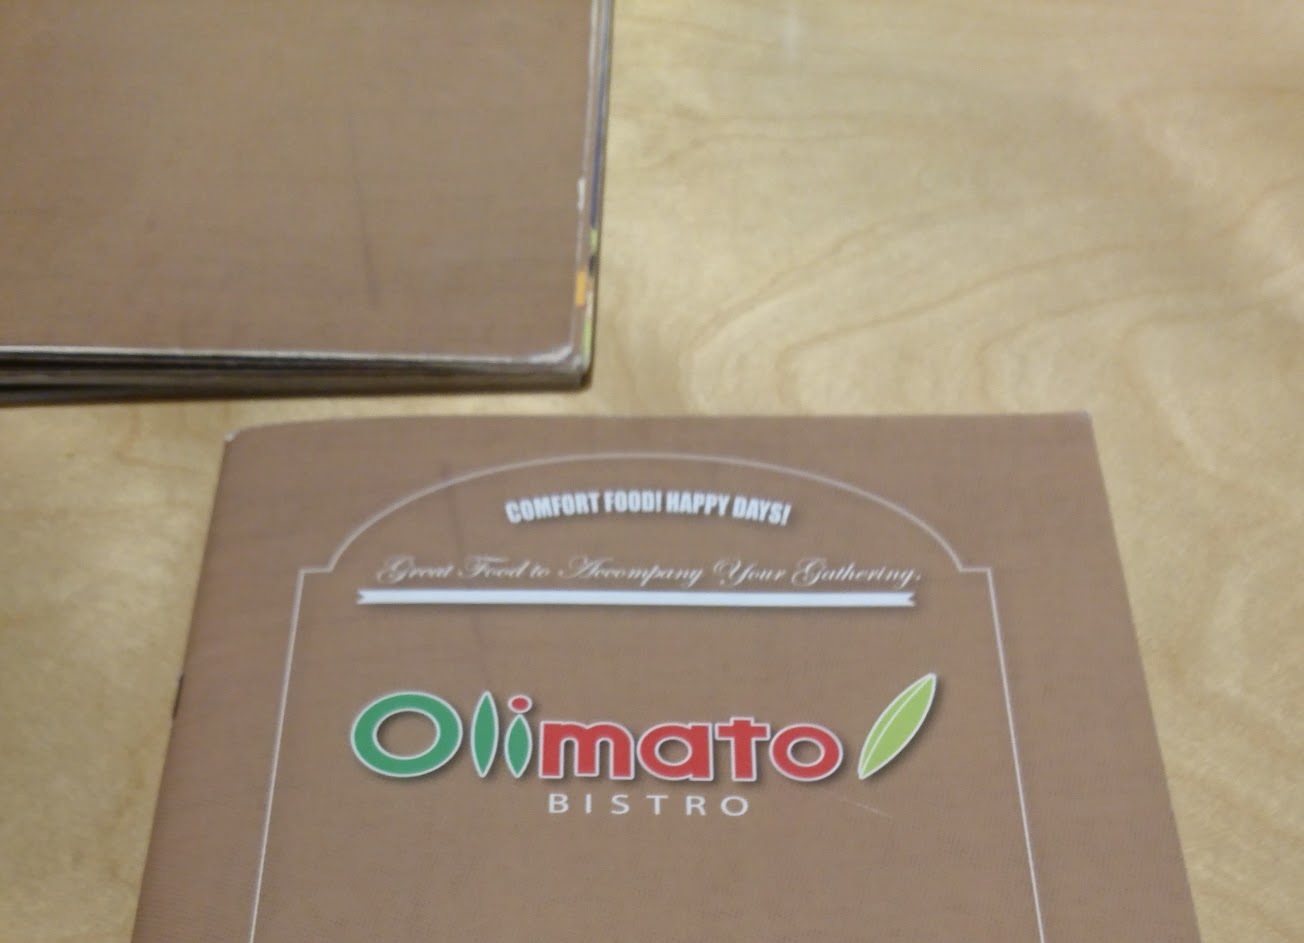 COMFORT FOOD! HAPPY DAYS!
Great Food to Accompany Your Gathering.
Olimato
BISTRO